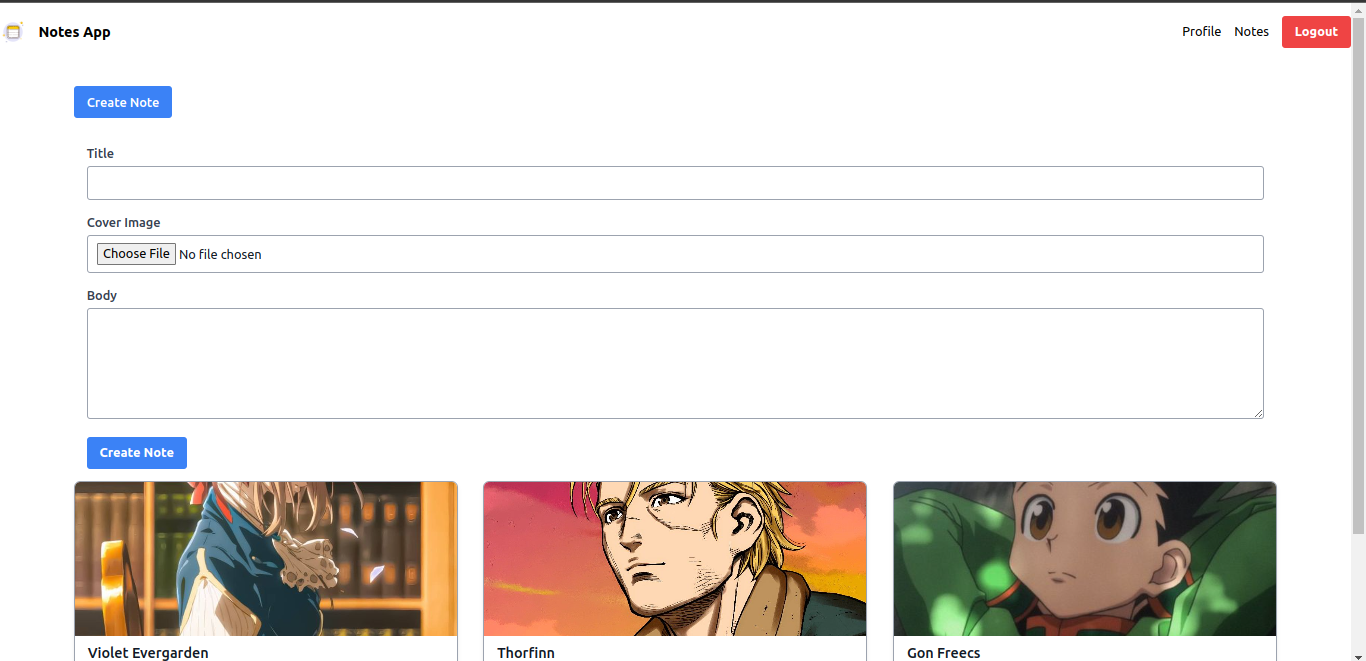 Notes App
Profile Notes Logout
Create Note
Title
Cover Image
Choose File No file chosen
Body
Create Note
Violet Evergarden
Thorfinn
Gon Freecs